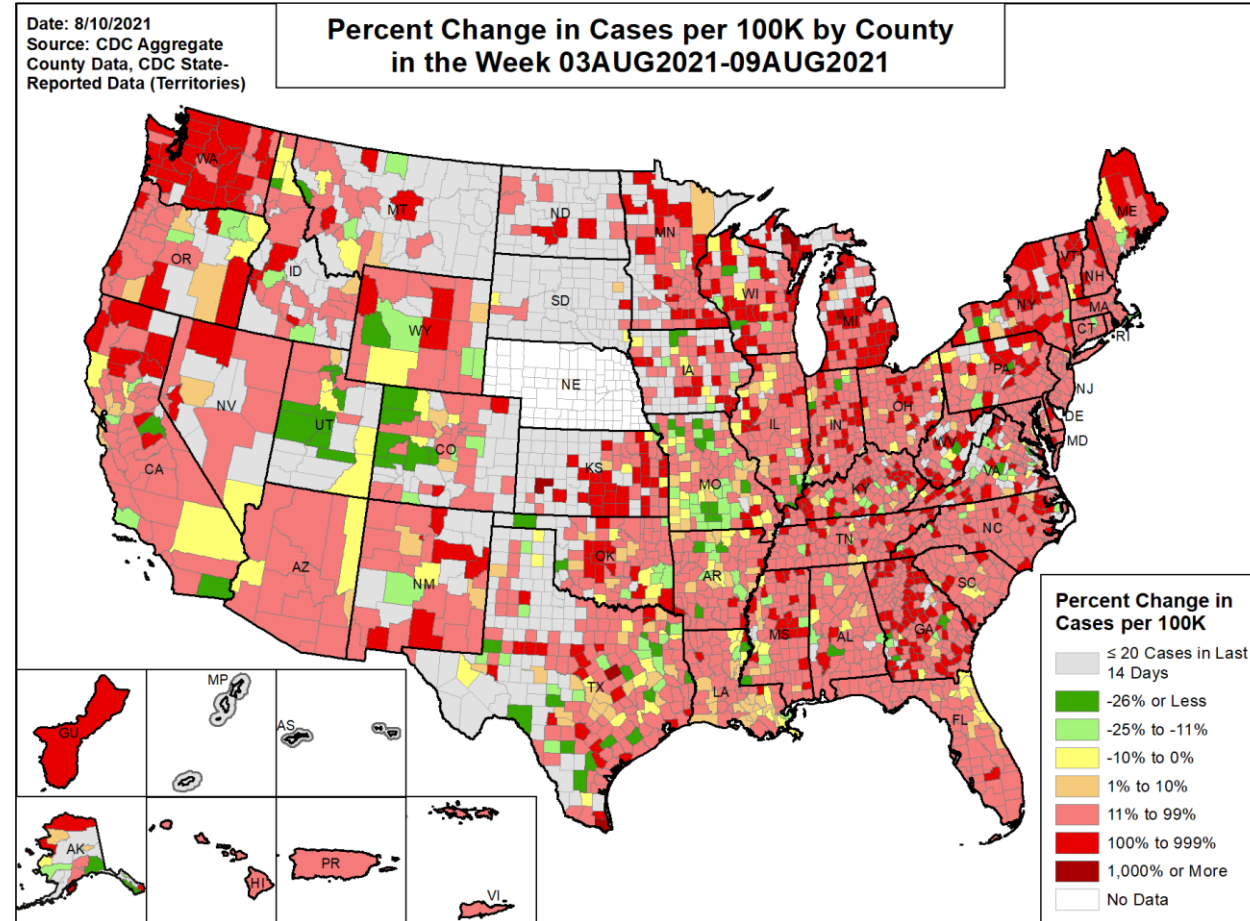 Date: 8/10/2021
Source: CDC Aggregate
County Data, CDC State-
Reported Data (Territories)
Percent Change in Cases per 100K by County
in the Week 03AUG2021-09AUG2021
WA
MT
ND
MN
ME
OR
ID
SD
WI
MI
VT
NH
NY
MA
CT
RI
WY
IA
PA
NJ
NE
NV
UT
CO
IL
IN
OH
DE
MD
WV
VA
CA
KS
MO
KY
NC
TN
AZ
NM
OK
AR
SC
MS
AL
GA
TX
LA
FL
GU
MP
AS
AK
HI
PR
VI
Percent Change in
Cases per 100K
≤ 20 Cases in Last
14 Days
-26% or Less
-25% to -11%
-10% to 0%
1% to 10%
11% to 99%
100% to 999%
1,000% or More
No Data